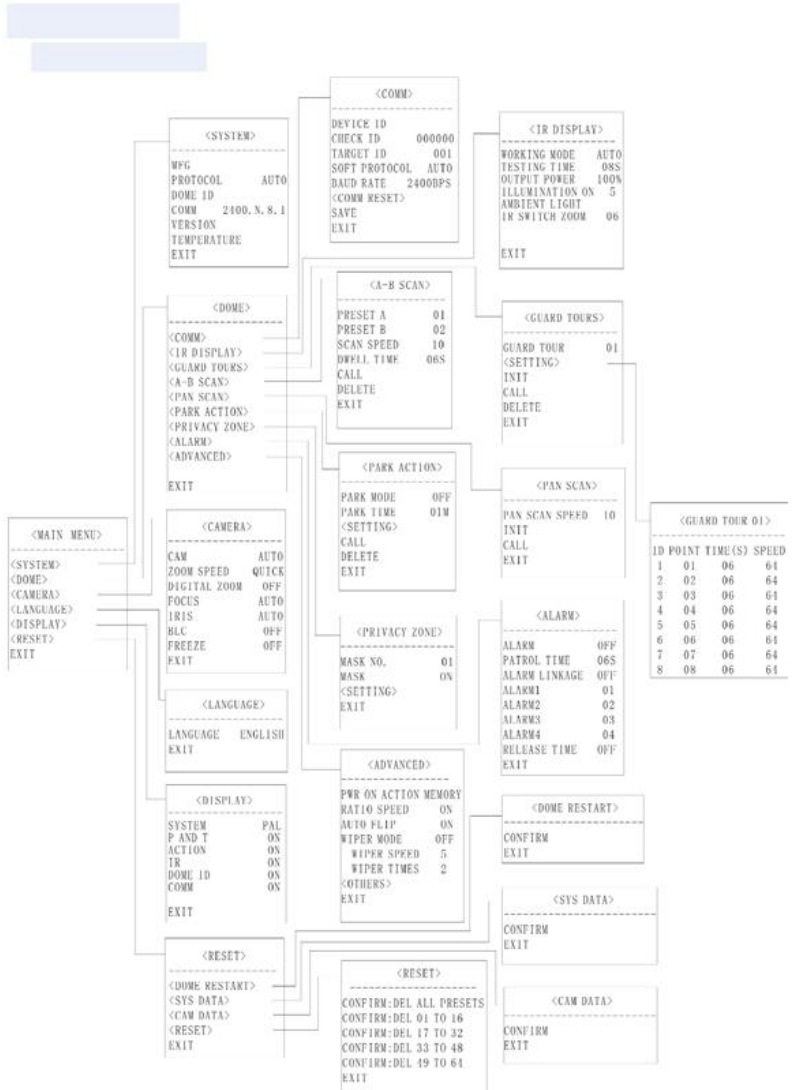 <MAIN MENU>
<SYSTEM>
<DOME>
<CAMERA>
<LANGUAGE>
<DISPLAY>
<RESET>
EXIT
<SYSTEM>
MFG
PROTOCOL AUTO
DOME ID
COMM 2400.N.8.1
VERSION
TEMPERATURE
EXIT
<DOME>
<COMM>
<IR DISPLAY>
<GUARD TOURS>
<A-B SCAN>
<PAN SCAN>
<PARK ACTION>
<PRIVACY ZONE>
<ALARM>
<ADVANCED>
EXIT
<CAMERA>
CAM AUTO
ZOOM SPEED QUICK
DIGITAL ZOOM OFF
FOCUS AUTO
IRIS AUTO
BLC OFF
FREEZE OFF
EXIT
<LANGUAGE>
LANGUAGE ENGLISH
EXIT
<DISPLAY>
SYSTEM PAL
P AND T ON
ACTION ON
IR ON
DOME ID ON
COMM ON
EXIT
<RESET>
<DOME RESTART>
<SYS DATA>
<CAM DATA>
<RESET>
EXIT
<COMM>
DEVICE ID
CHECK ID 000000
TARGET ID 001
SOFT PROTOCOL AUTO
BAUD RATE 2400BPS
<COMM RESET>
SAVE
EXIT
<A-B SCAN>
PRESET A 01
PRESET B 02
SCAN SPEED 10
DWELL TIME 06S
CALL
DELETE
EXIT
<PARK ACTION>
PARK MODE OFF
PARK TIME 01M
<SETTING>
CALL
DELETE
EXIT
<PRIVACY ZONE>
MASK NO. 01
MASK ON
<SETTING>
EXIT
<ADVANCED>
PWR ON ACTION MEMORY
RATIO SPEED ON
AUTO FLIP ON
WIPER MODE OFF
WIPER SPEED 5
WIPER TIMES 2
<OTHERS>
EXIT
<RESET>
CONFIRM:DEL ALL PRESETS
CONFIRM:DEL 01 TO 16
CONFIRM:DEL 17 TO 32
CONFIRM:DEL 33 TO 48
CONFIRM:DEL 49 TO 64
EXIT
<IR DISPLAY>
WORKING MODE AUTO
TESTING TIME 08S
OUTPUT POWER 100%
ILLUMINATION ON 5
AMBIENT LIGHT
IR SWITCH ZOOM 06
EXIT
<GUARD TOURS>
GUARD TOUR 01
<SETTING>
INIT
CALL
DELETE
EXIT
<PAN SCAN>
PAN SCAN SPEED 10
INIT
CALL
EXIT
<ALARM>
ALARM OFF
PATROL TIME 06S
ALARM LINKAGE OFF
ALARM1 01
ALARM2 02
ALARM3 03
ALARM4 04
RELEASE TIME OFF
EXIT
<DOME RESTART>
CONFIRM
EXIT
<SYS DATA>
CONFIRM
EXIT
<CAM DATA>
CONFIRM
EXIT
<GUARD TOUR 01>
ID POINT TIME(S) SPEED
1 01 06 64
2 02 06 64
3 03 06 64
4 04 06 64
5 05 06 64
6 06 06 64
7 07 06 64
8 08 06 64